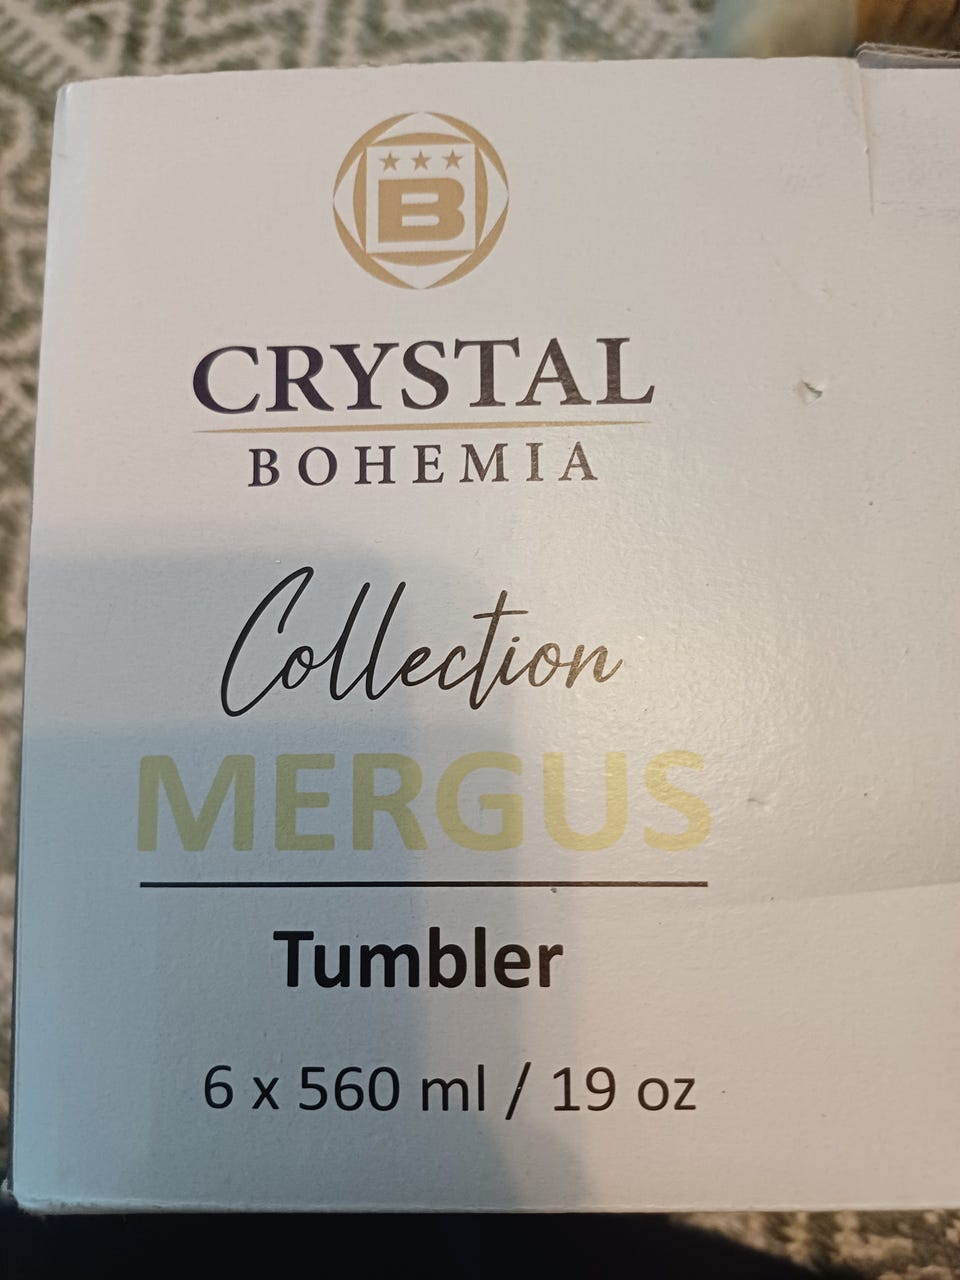 B
CRYSTAL
BOHEMIA
Collection
MERGUS
Tumbler
6 x 560 ml / 19 oz